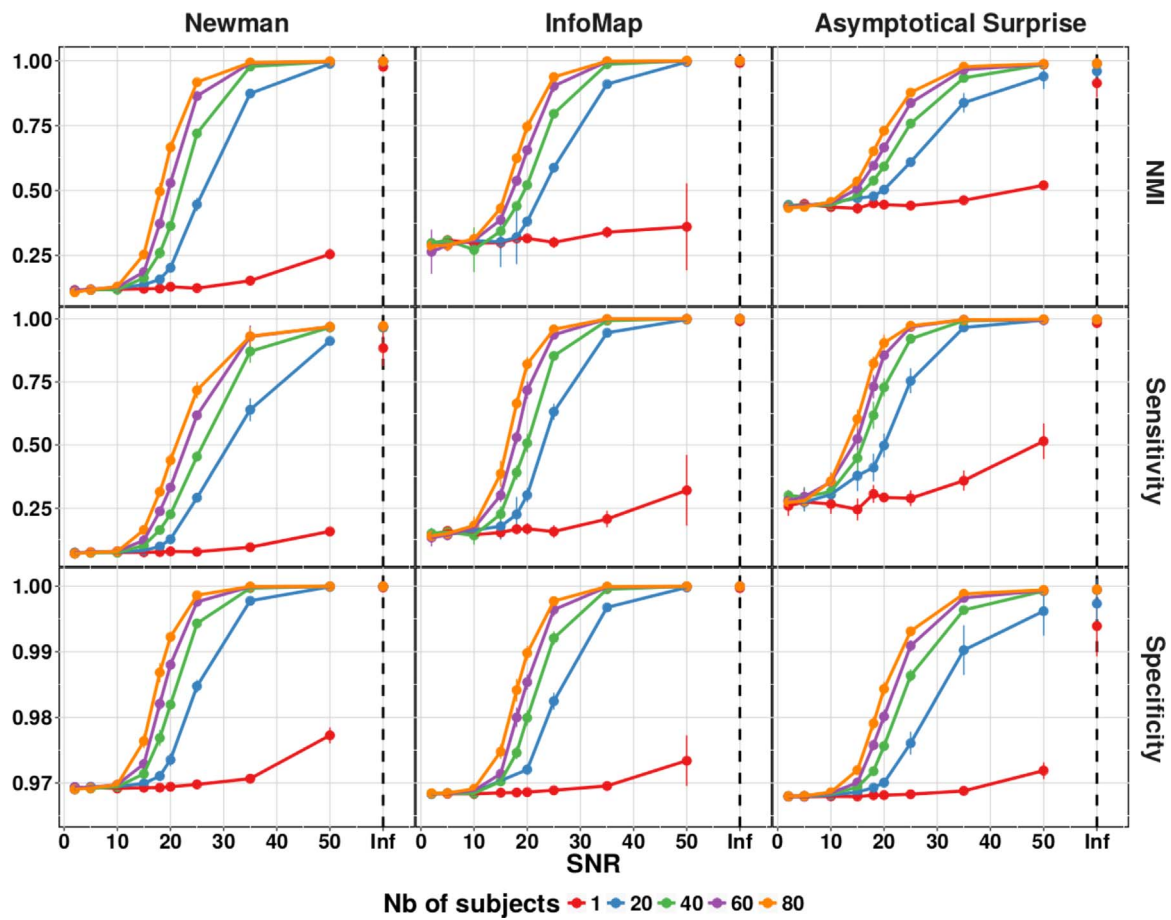 Newman InfoMap Asymptotical Surprise
1.00
0.75
0.50
0.25
NMI
1.00
0.75
0.50
0.25
Sensitivity
1.00
0.99
0.98
0.97
Specificity
0 10 20 30 40 50 Inf 0 10 20 30 40 50 Inf 0 10 20 30 40 50 Inf
SNR
Nb of subjects 1 20 40 60 80